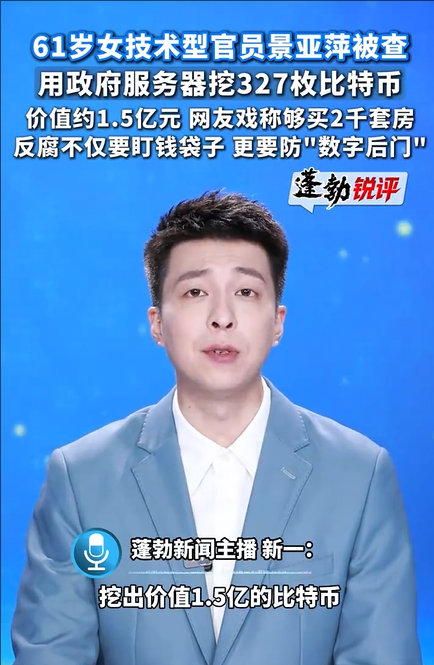 61岁女技术型官员景亚萍被查
用政府服务器挖327枚比特币
价值约1.5亿元 网友戏称够买2千套房
反腐不仅要盯钱袋子 更要防"数字后门"
蓬勃锐评
蓬勃新闻主播 新一：
挖出价值1.5亿的比特币